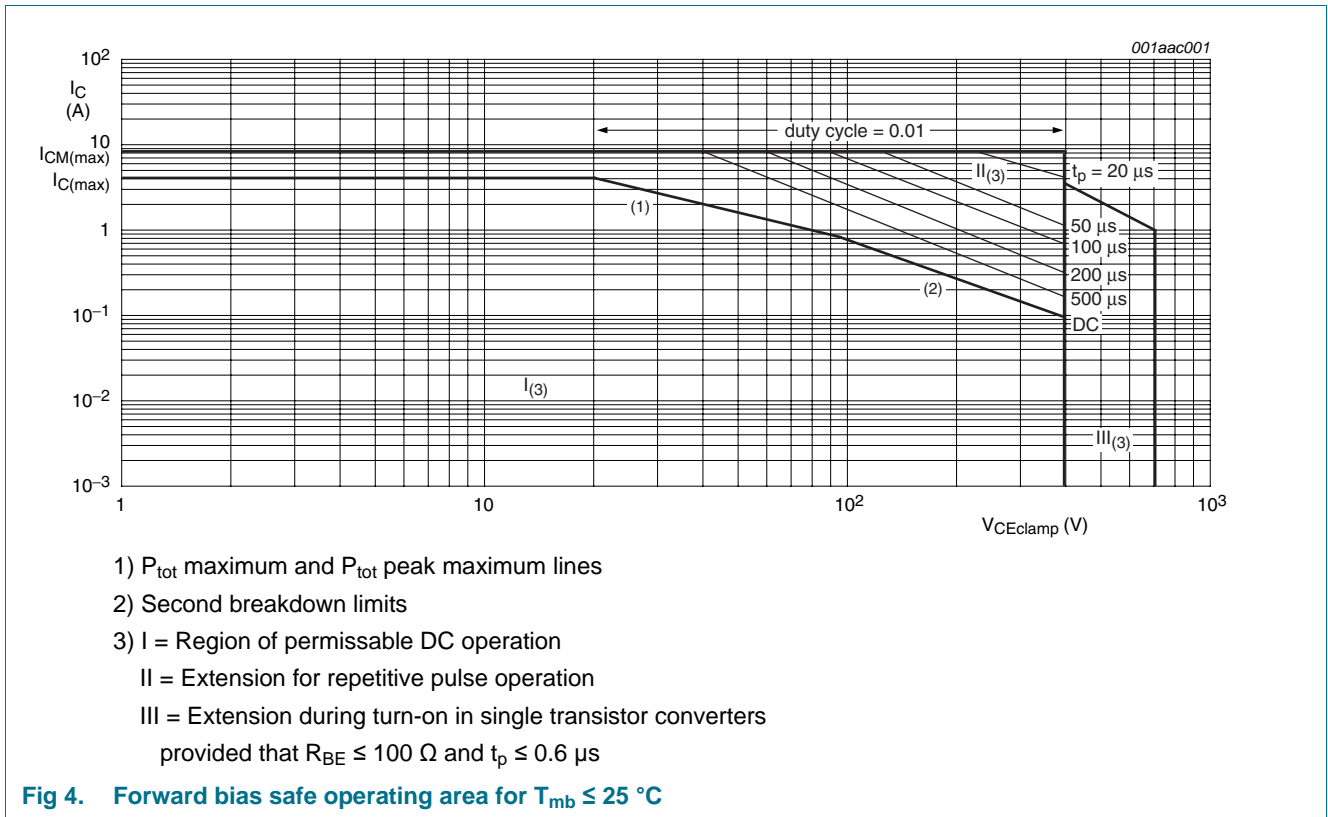 001aac001
10²
I_C
(A)
10
I_CM(max)
I_C(max)
1
10⁻¹
10⁻²
10⁻³
duty cycle = 0.01
II(3)
t_p = 20 μs
50 μs
100 μs
200 μs
500 μs
DC
(1)
(2)
I(3)
III(3)
1
10
10²
10³
V_CEclamp (V)
1) P_tot maximum and P_tot peak maximum lines
2) Second breakdown limits
3) I = Region of permissable DC operation
II = Extension for repetitive pulse operation
III = Extension during turn-on in single transistor converters
provided that R_BE ≤ 100 Ω and t_p ≤ 0.6 μs
Fig 4. Forward bias safe operating area for T_mb ≤ 25 °C